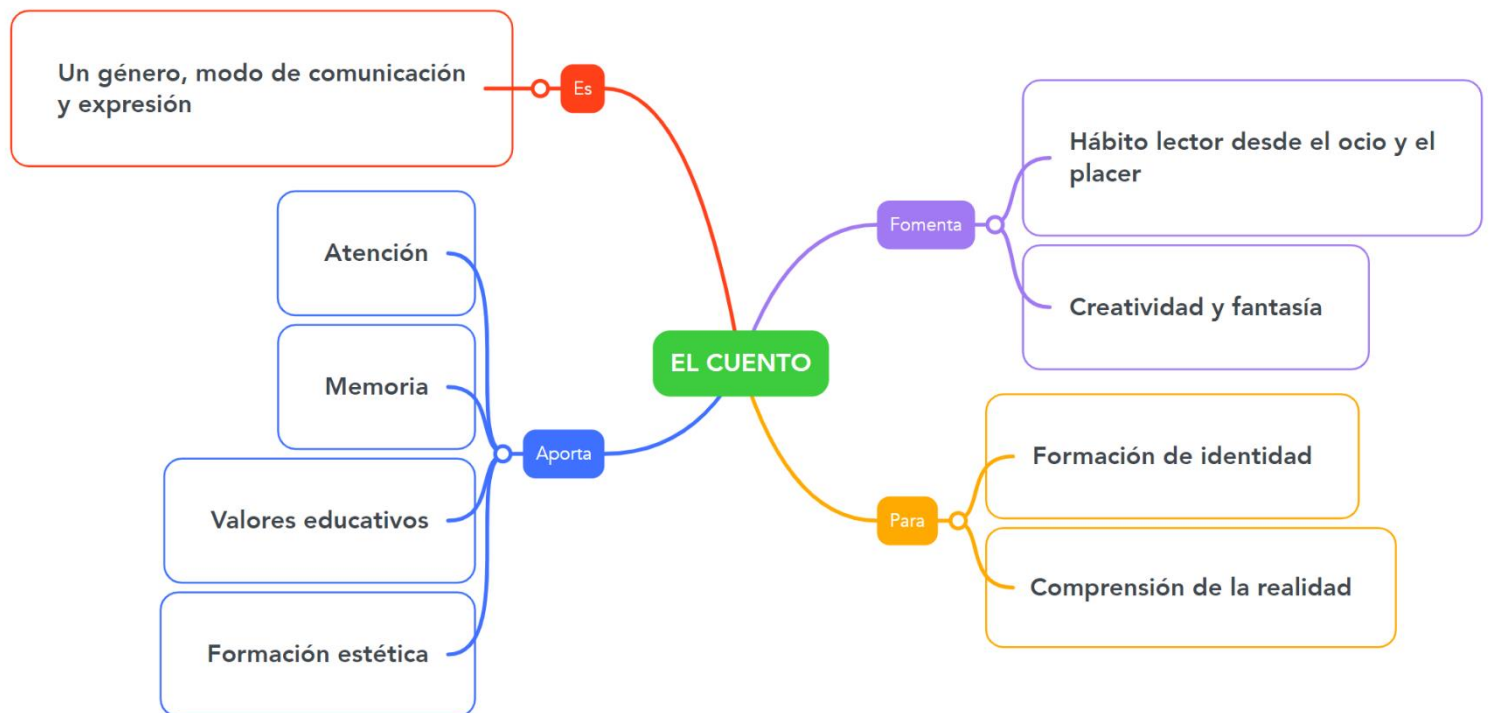 Un género, modo de comunicación
y expresión
Es
Atención
Memoria
Valores educativos
Formación estética
Aporta
EL CUENTO
Fomenta
Hábito lector desde el ocio y el
placer
Creatividad y fantasía
Para
Formación de identidad
Comprensión de la realidad